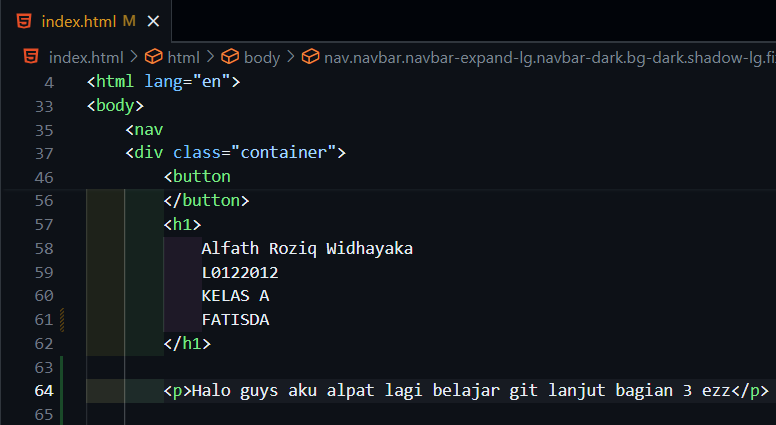 index.html M
index.html > html > body > nav.navbar.navbar-expand-lg.navbar-dark.bg-dark.shadow-lg.fi
4 <html lang="en">
33 <body>
35 <nav
37 <div class="container">
46 <button
56 </button>
57 <h1>
58 Alfath Roziq Widhayaka
59 L0122012
60 KELAS A
61 FATISDA
62 </h1>
63
64 <p>Halo guys aku alpat lagi belajar git lanjut bagian 3 ezz</p>
65